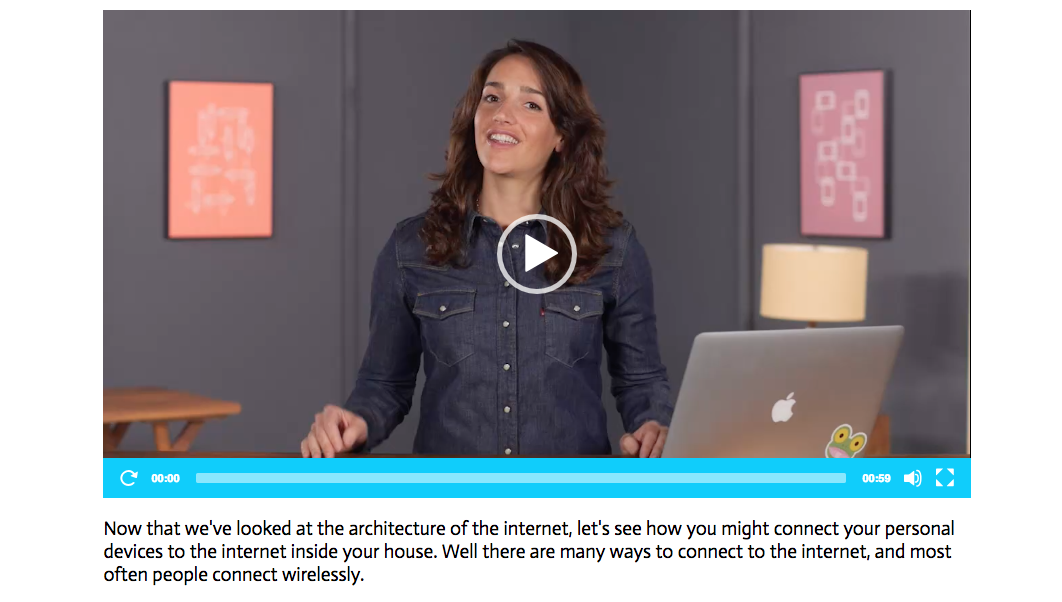 00:00
00:59
Now that we've looked at the architecture of the internet, let's see how you might connect your personal
devices to the internet inside your house. Well there are many ways to connect to the internet, and most
often people connect wirelessly.